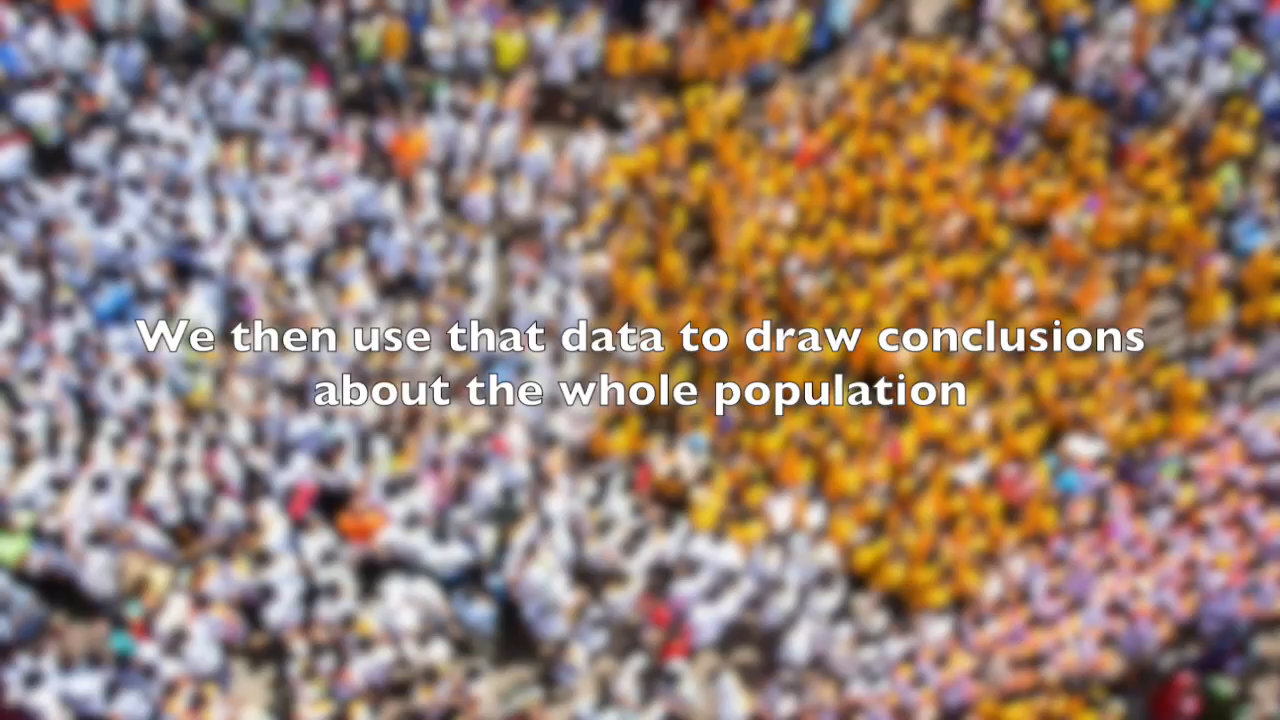 We then use that data to draw conclusions
about the whole population